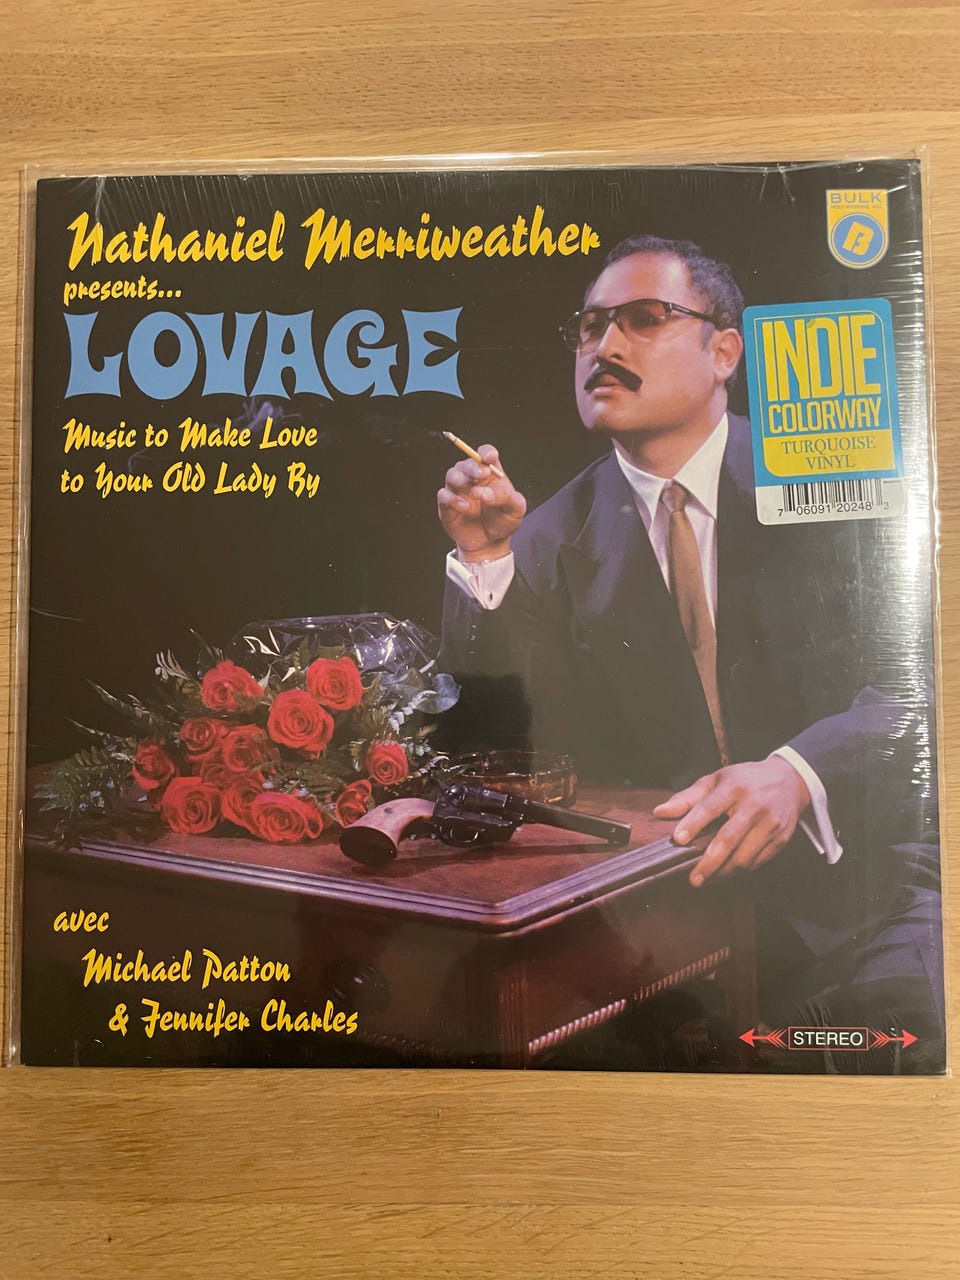 Nathaniel Merriweather
presents...
LOVAGE
Music to Make Love
to Your Old Lady By
BULK
B
INDIE
COLORWAY
TURQUOISE
VINYL
7 06091 20248 3
avec
Michael Patton
& Jennifer Charles
STEREO